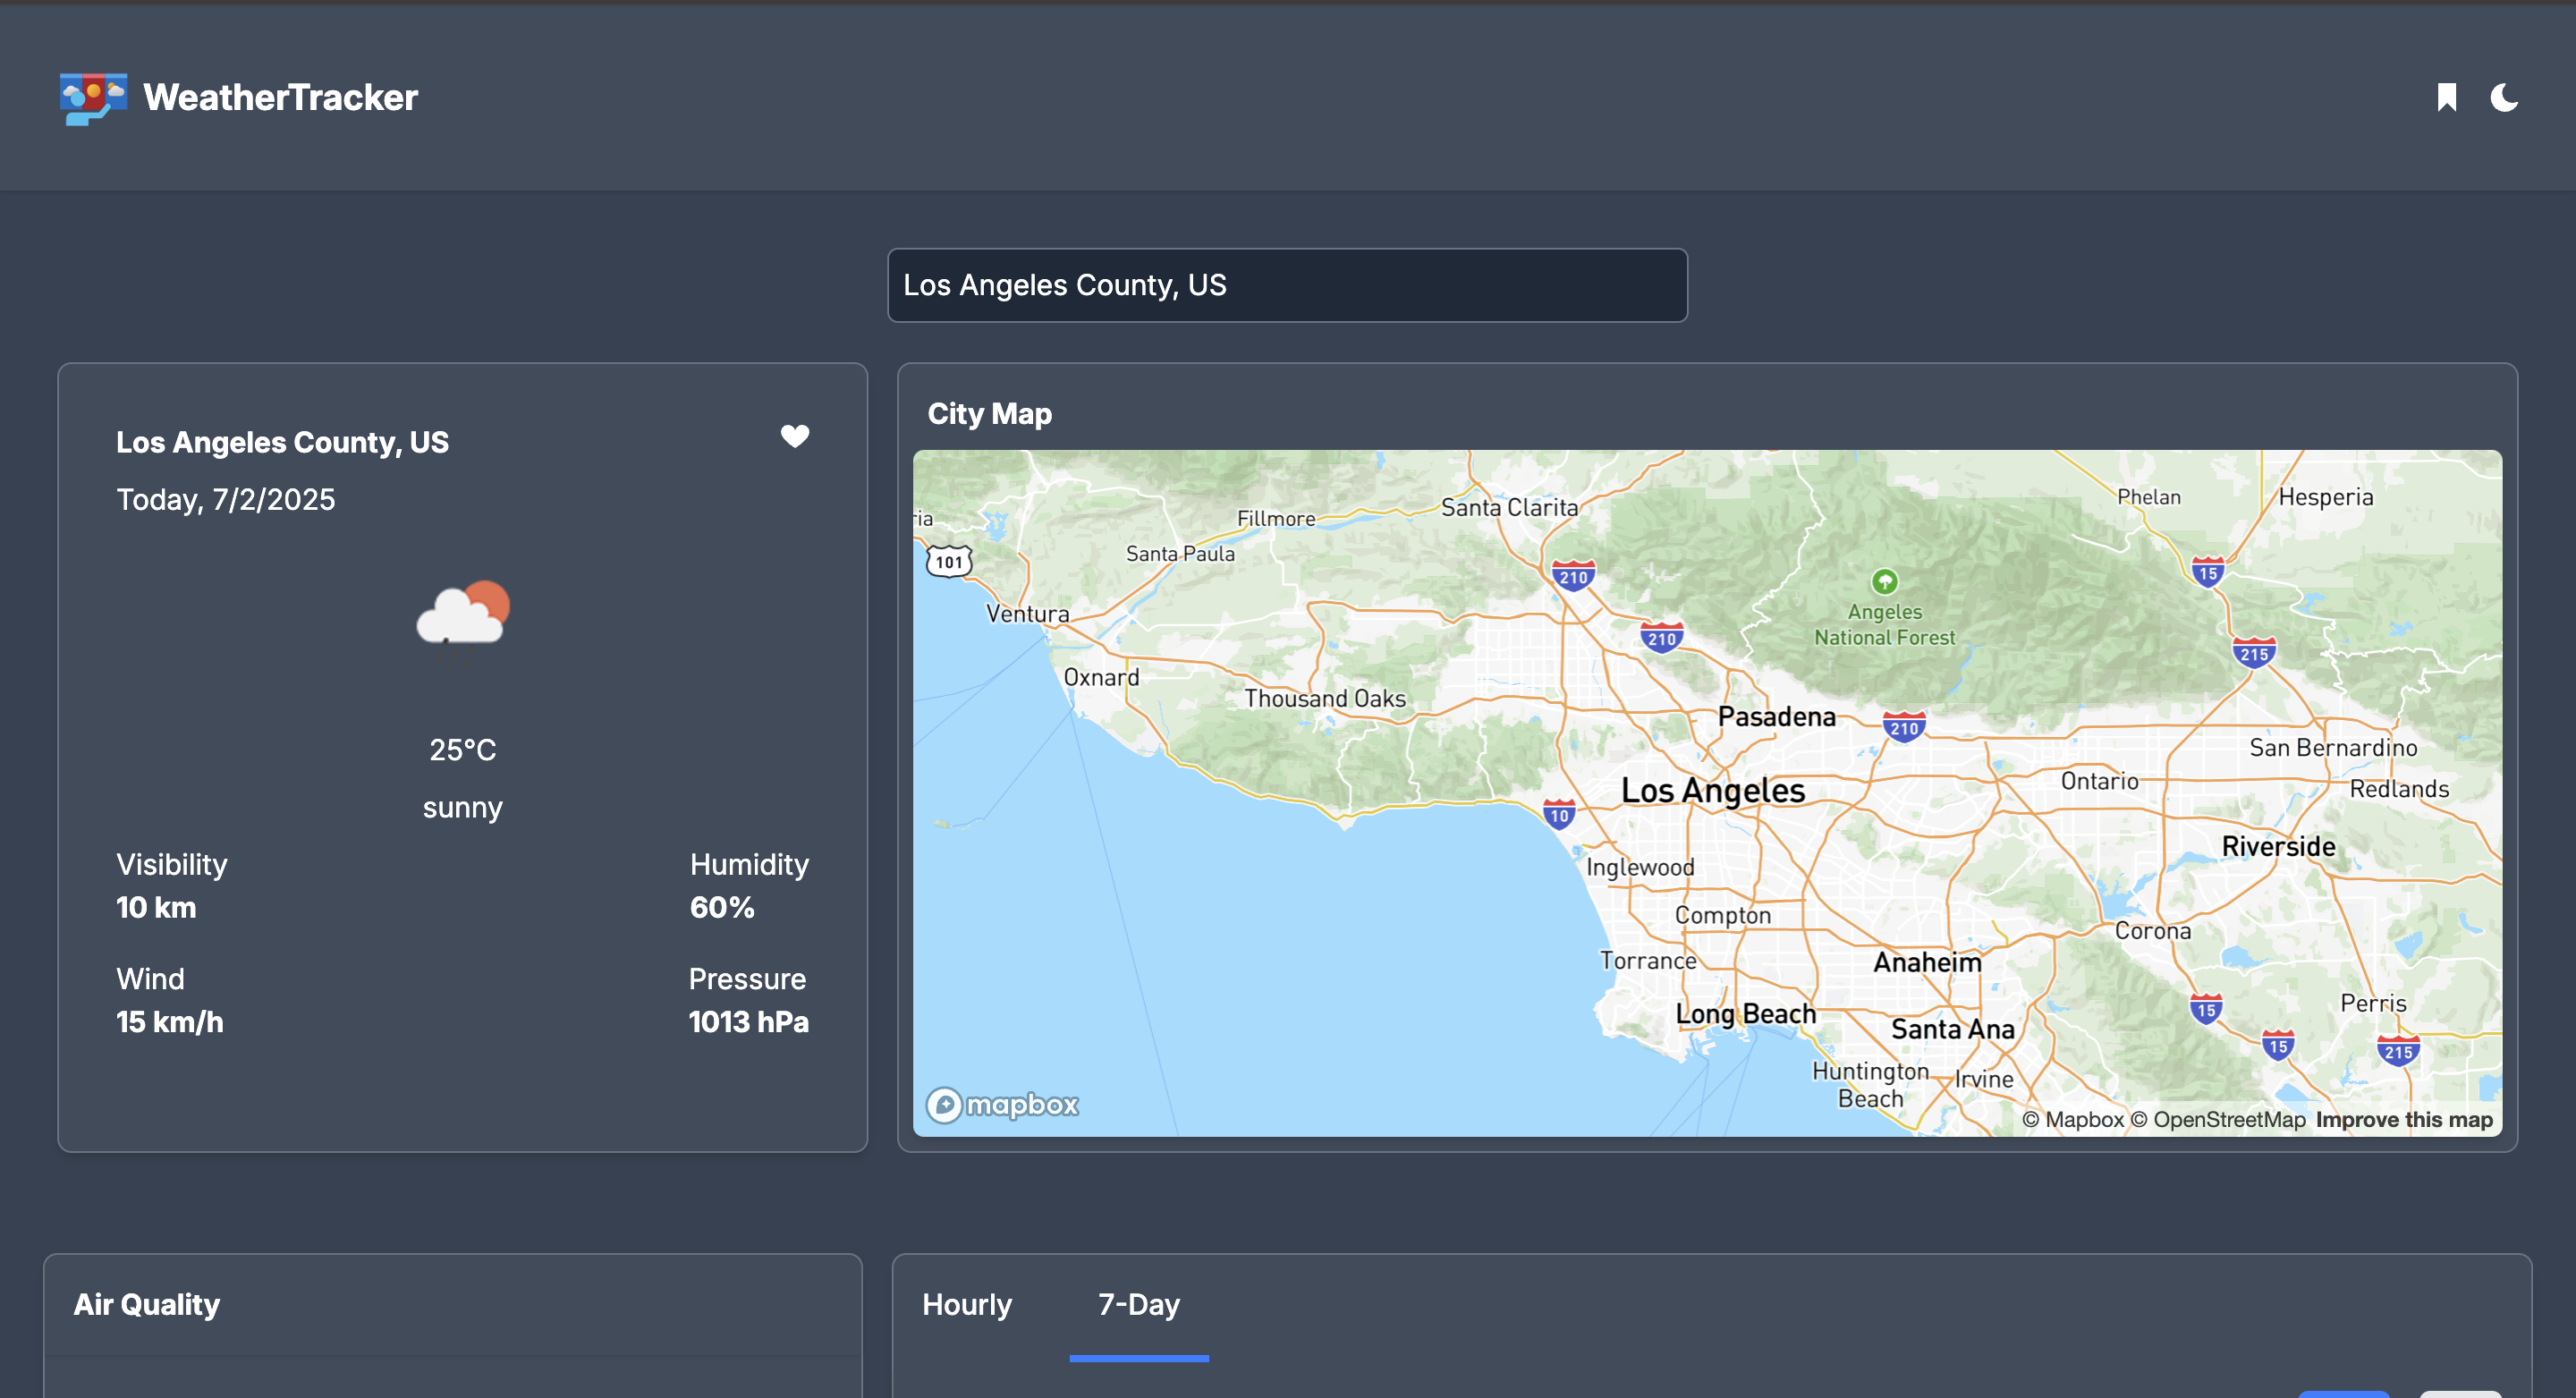 WeatherTracker
Los Angeles County, US
Los Angeles County, US
Today, 7/2/2025
25°C
sunny
Visibility
10 km
Humidity
60%
Wind
15 km/h
Pressure
1013 hPa
City Map
Phelan
Hesperia
Santa Clarita
ria
Fillmore
Santa Paula
101
210
15
Angeles
National Forest
Ventura
210
215
Oxnard
Thousand Oaks
Pasadena
210
San Bernardino
Los Angeles
Ontario
Redlands
10
Riverside
Inglewood
Compton
Corona
Torrance
Anaheim
Long Beach
Santa Ana
15
Perris
15
215
Huntington
Beach
Irvine
mapbox
© Mapbox © OpenStreetMap Improve this map
Air Quality
Hourly
7-Day